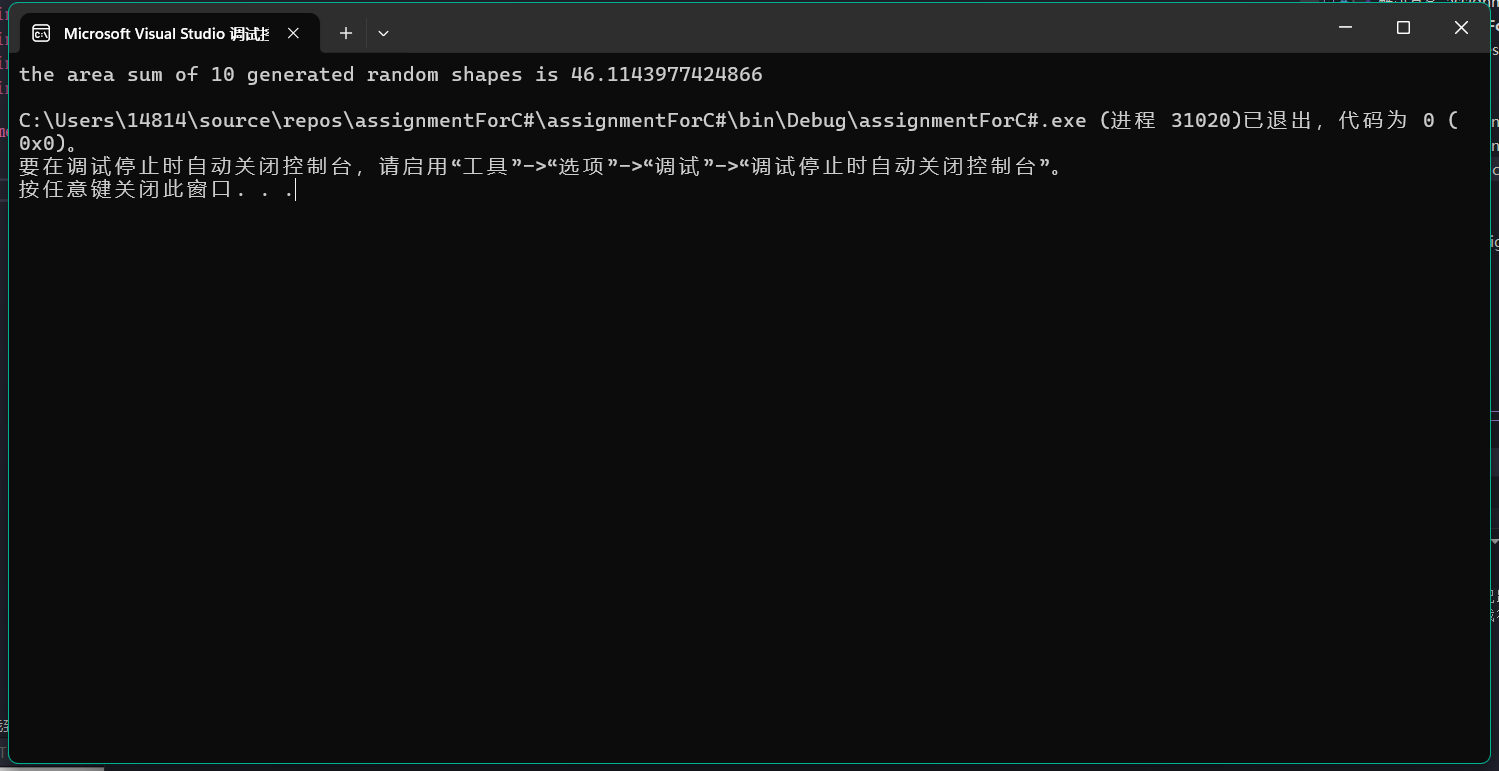 Microsoft Visual Studio 调试
the area sum of 10 generated random shapes is 46.1143977424866
C:\Users\14814\source\repos\assignmentForC#\assignmentForC#\bin\Debug\assignmentForC#.exe (进程 31020)已退出，代码为 0 (
0x0)。
要在调试停止时自动关闭控制台，请启用“工具”->“选项”->“调试”->“调试停止时自动关闭控制台”。
按任意键关闭此窗口. . .